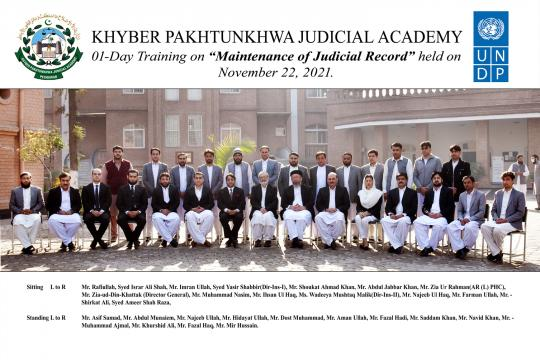 KHYBER PAKHTUNKHWA JUDICIAL ACADEMY
01-Day Training on “Maintenance of Judicial Record” held on
November 22, 2021.
U N
D P
Sitting L to R Mr. Rafiullah, Syed Israr Ali Shah, Mr. Imran Ullah, Syed Yasir Shabbir(Dir-Ins-I), Mr. Shoukat Ahmad Khan, Mr. Abdul Jabbar Khan, Mr. Zia Ur Rahman(AR (L) PHC),
Mr. Zia-ud-Din-Khattak (Director General), Mr. Muhammad Nasim, Mr. Ihsan Ul Haq, Ms. Wadeeya Mushtaq Malik(Dir-Ins-II), Mr. Najeeb Ul Haq, Mr. Farman Ullah, Mr. -
Shirkat Ali, Syed Ameer Shah Raza,
Standing L to R Mr. Asif Samad, Mr. Abdul Munaiem, Mr. Najeeb Ullah, Mr. Hidayat Ullah, Mr. Dost Muhammad, Mr. Aman Ullah, Mr. Fazal Hadi, Mr. Saddam Khan, Mr. Navid Khan, Mr. -
Muhammad Ajmal, Mr. Khurshid Ali, Mr. Fazal Haq, Mr. Mir Hussain.